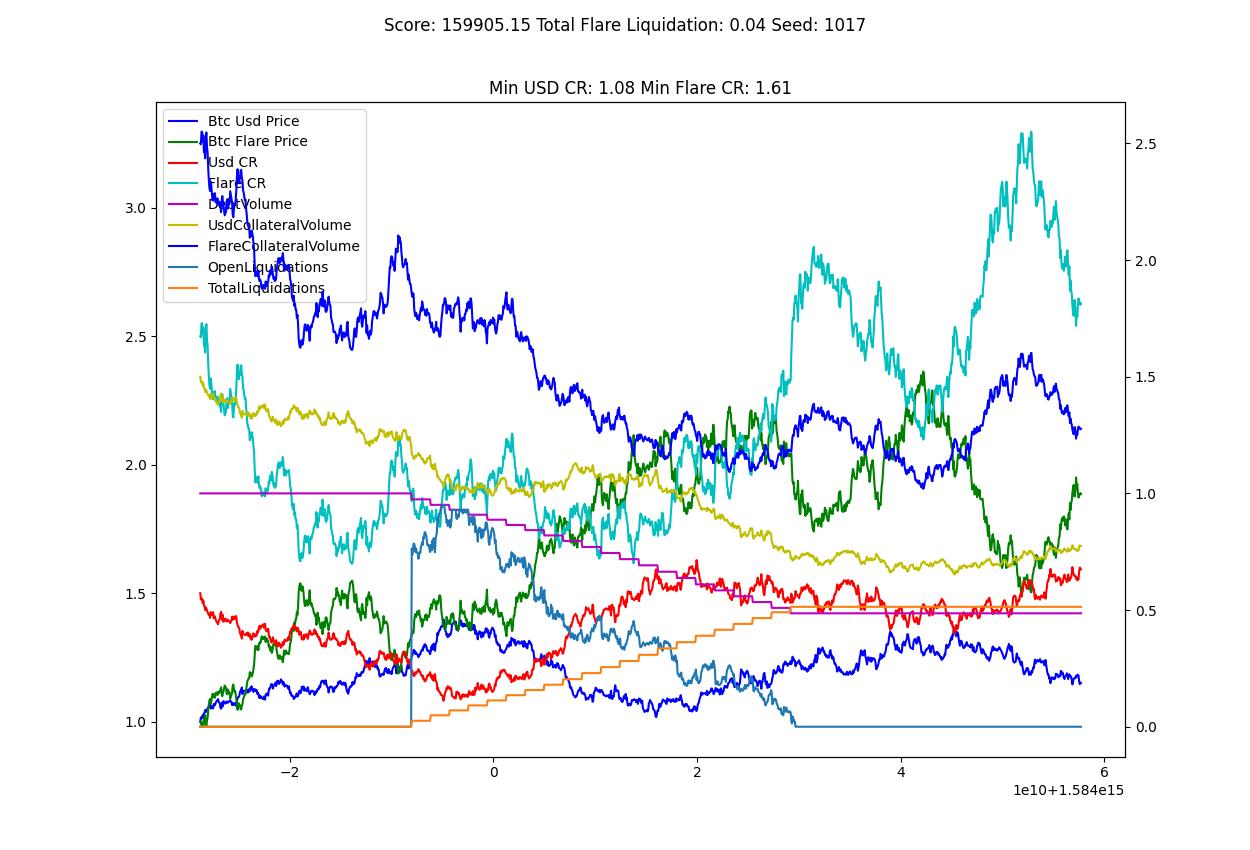 Score: 159905.15 Total Flare Liquidation: 0.04 Seed: 1017
Min USD CR: 1.08 Min Flare CR: 1.61
Btc Usd Price
Btc Flare Price
Usd CR
Flare CR
DebtVolume
UsdCollateralVolume
FlareCollateralVolume
OpenLiquidations
TotalLiquidations
3.0
2.5
2.0
1.5
1.0
2.5
2.0
1.5
1.0
0.5
0.0
−2
0
2
4
6
1e10+1.584e15